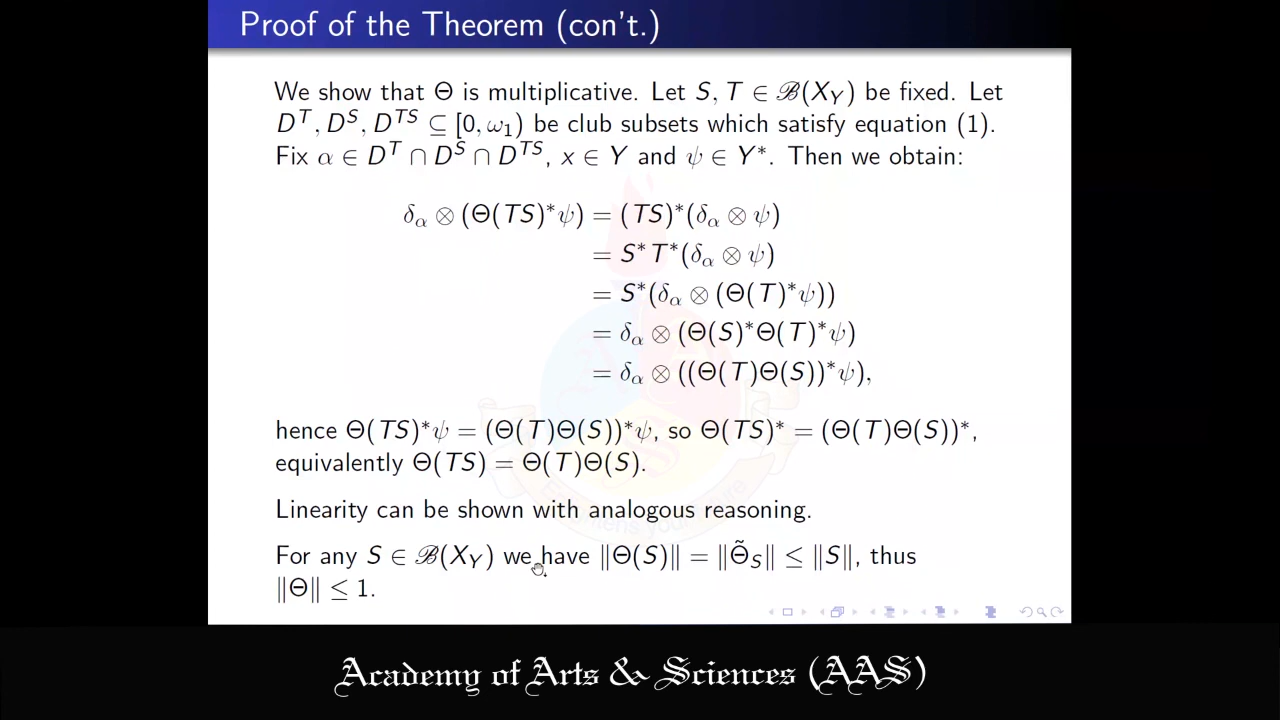 Proof of the Theorem (con't.)
We show that Θ is multiplicative. Let S, T ∈ ℬ(X_Y) be fixed. Let
D^T, D^S, D^{TS} ⊆ [0, ω₁) be club subsets which satisfy equation (1).
Fix α ∈ D^T ∩ D^S ∩ D^{TS}, x ∈ Y and ψ ∈ Y*. Then we obtain:
δ_α ⊗ (Θ(TS)*ψ) = (TS)*(δ_α ⊗ ψ)
= S*T*(δ_α ⊗ ψ)
= S*(δ_α ⊗ (Θ(T)*ψ))
= δ_α ⊗ (Θ(S)*Θ(T)*ψ)
= δ_α ⊗ ((Θ(T)Θ(S))*ψ),
hence Θ(TS)*ψ = (Θ(T)Θ(S))*ψ, so Θ(TS)* = (Θ(T)Θ(S))*,
equivalently Θ(TS) = Θ(T)Θ(S).
Linearity can be shown with analogous reasoning.
For any S ∈ ℬ(X_Y) we have ‖Θ(S)‖ = ‖Θ̃_S‖ ≤ ‖S‖, thus
‖Θ‖ ≤ 1.
Academy of Arts & Sciences (AAS)